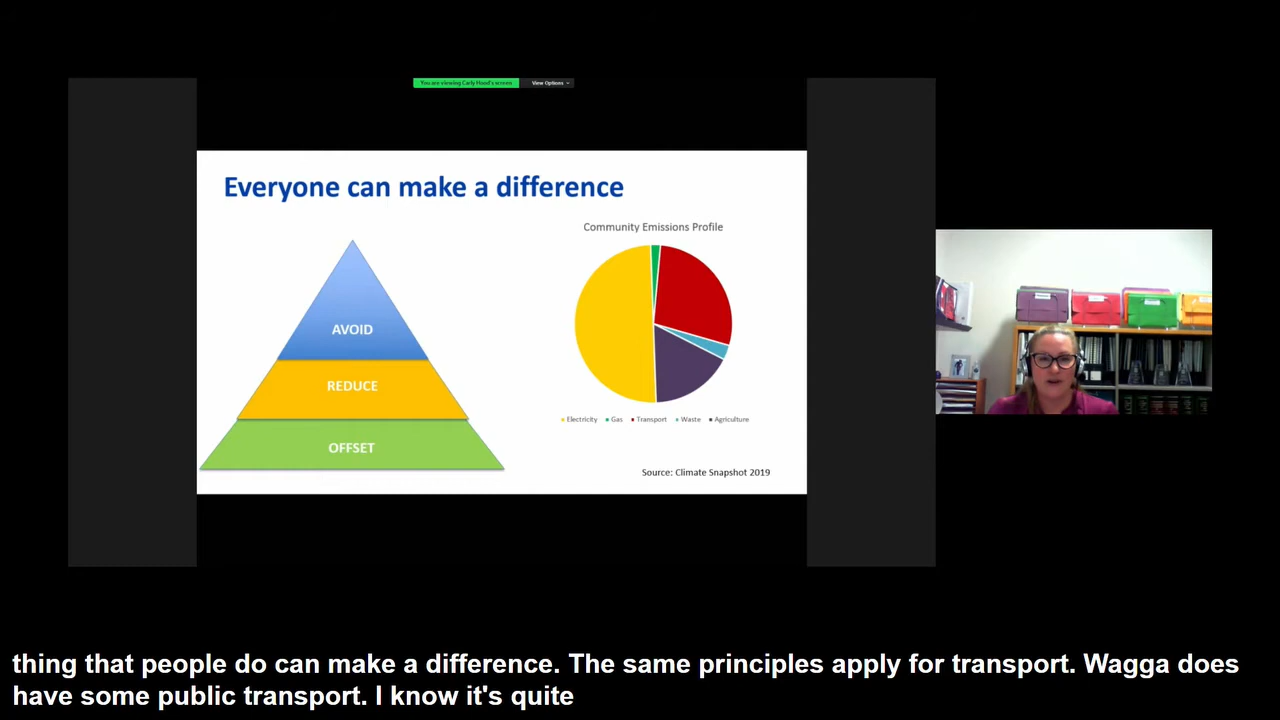 You are viewing Carly Hood's screen
View Options
Everyone can make a difference
Community Emissions Profile
AVOID
REDUCE
OFFSET
Electricity Gas Transport Waste Agriculture
Source: Climate Snapshot 2019
thing that people do can make a difference. The same principles apply for transport. Wagga does
have some public transport. I know it's quite